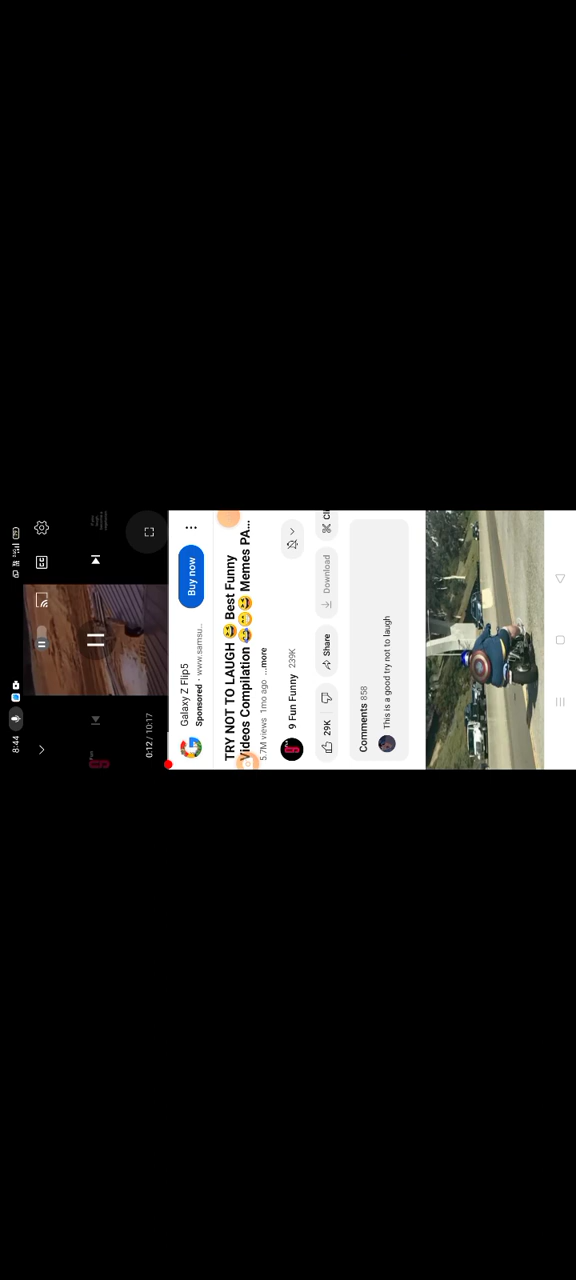 8:44
0:12 / 10:17
Galaxy Z Flip5
Sponsored · www.samsu..
Buy now
TRY NOT TO LAUGH 😆 Best Funny
Videos Compilation 😂😁😆 Memes PA...
5.7M views 1mo ago ...more
9 Fun Funny 239K
29K
Share
Download
Comments 858
This is a good try not to laugh